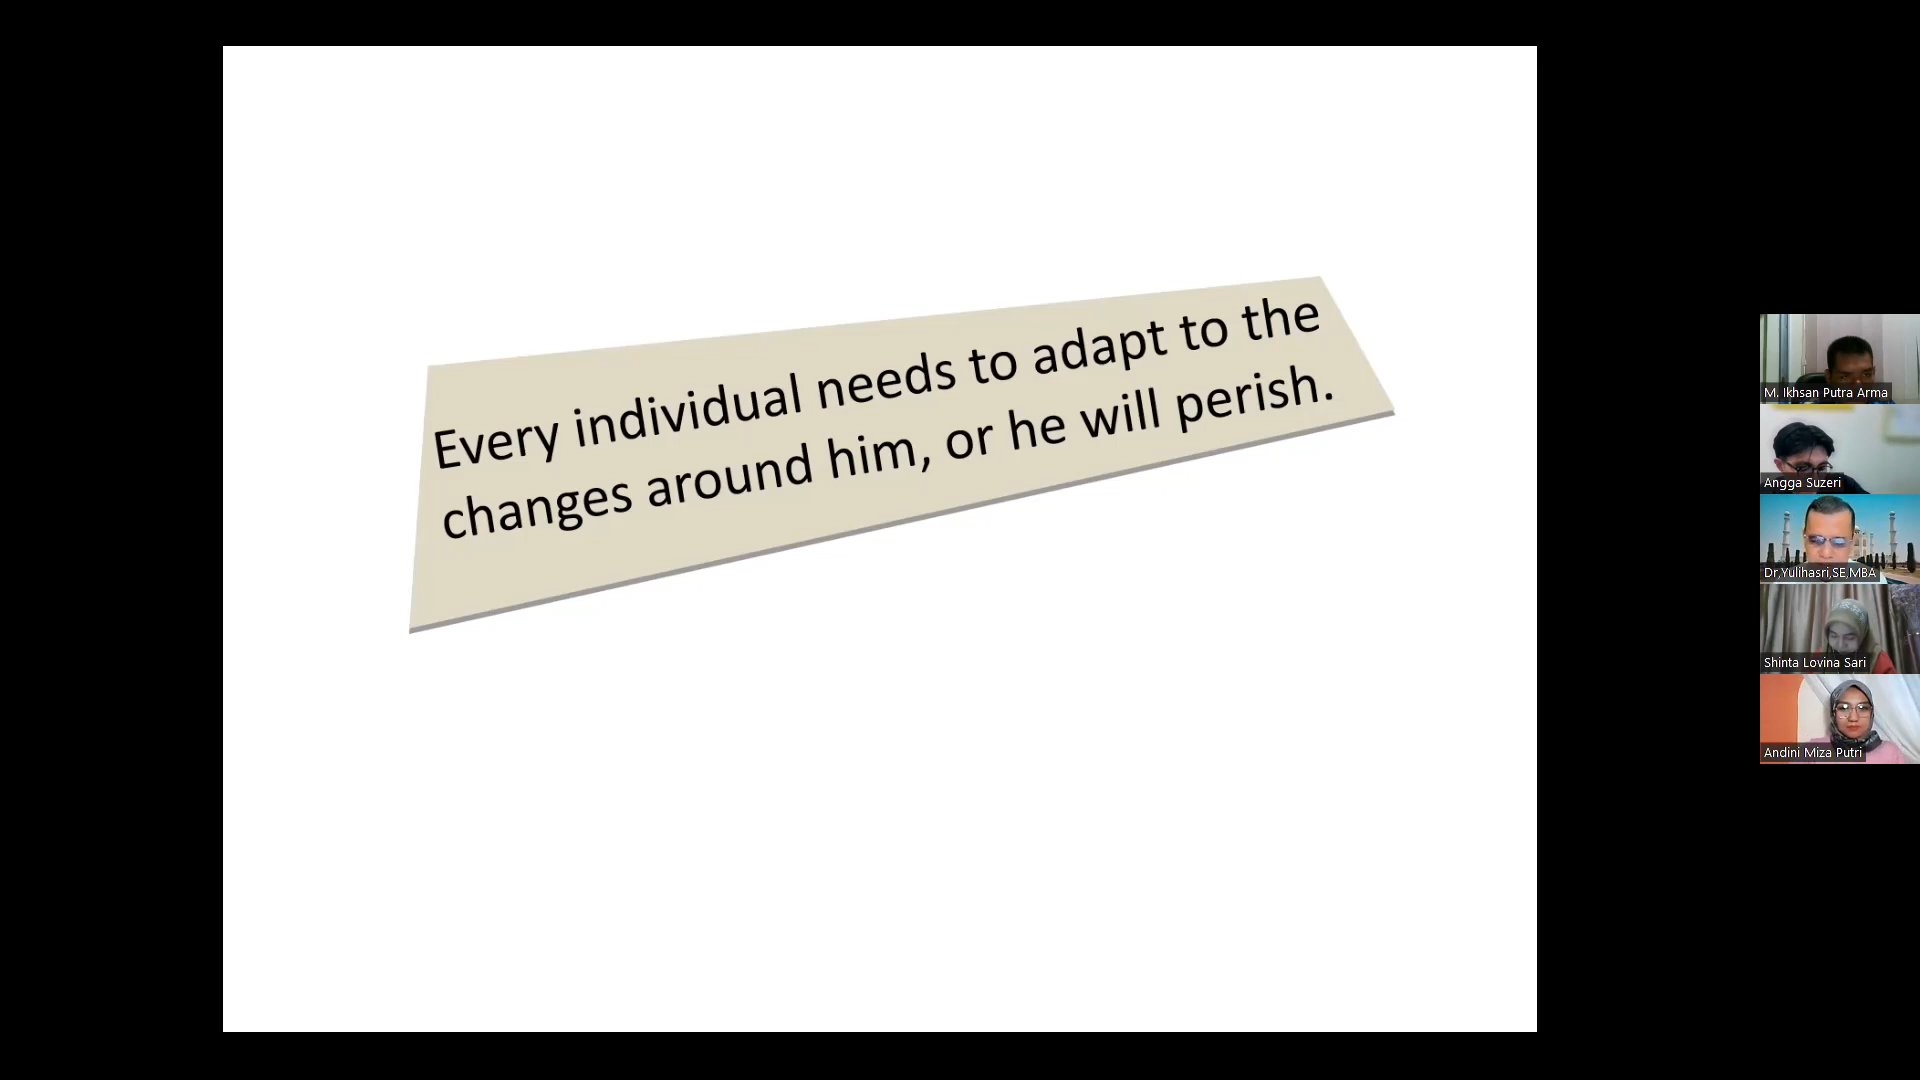 Every individual needs to adapt to the
changes around him, or he will perish.
M. Ikhsan Putra Arma
Angga Suzeri
Dr,Yulihasri,SE,MBA
Shinta Lovina Sari
Andini Miza Putri